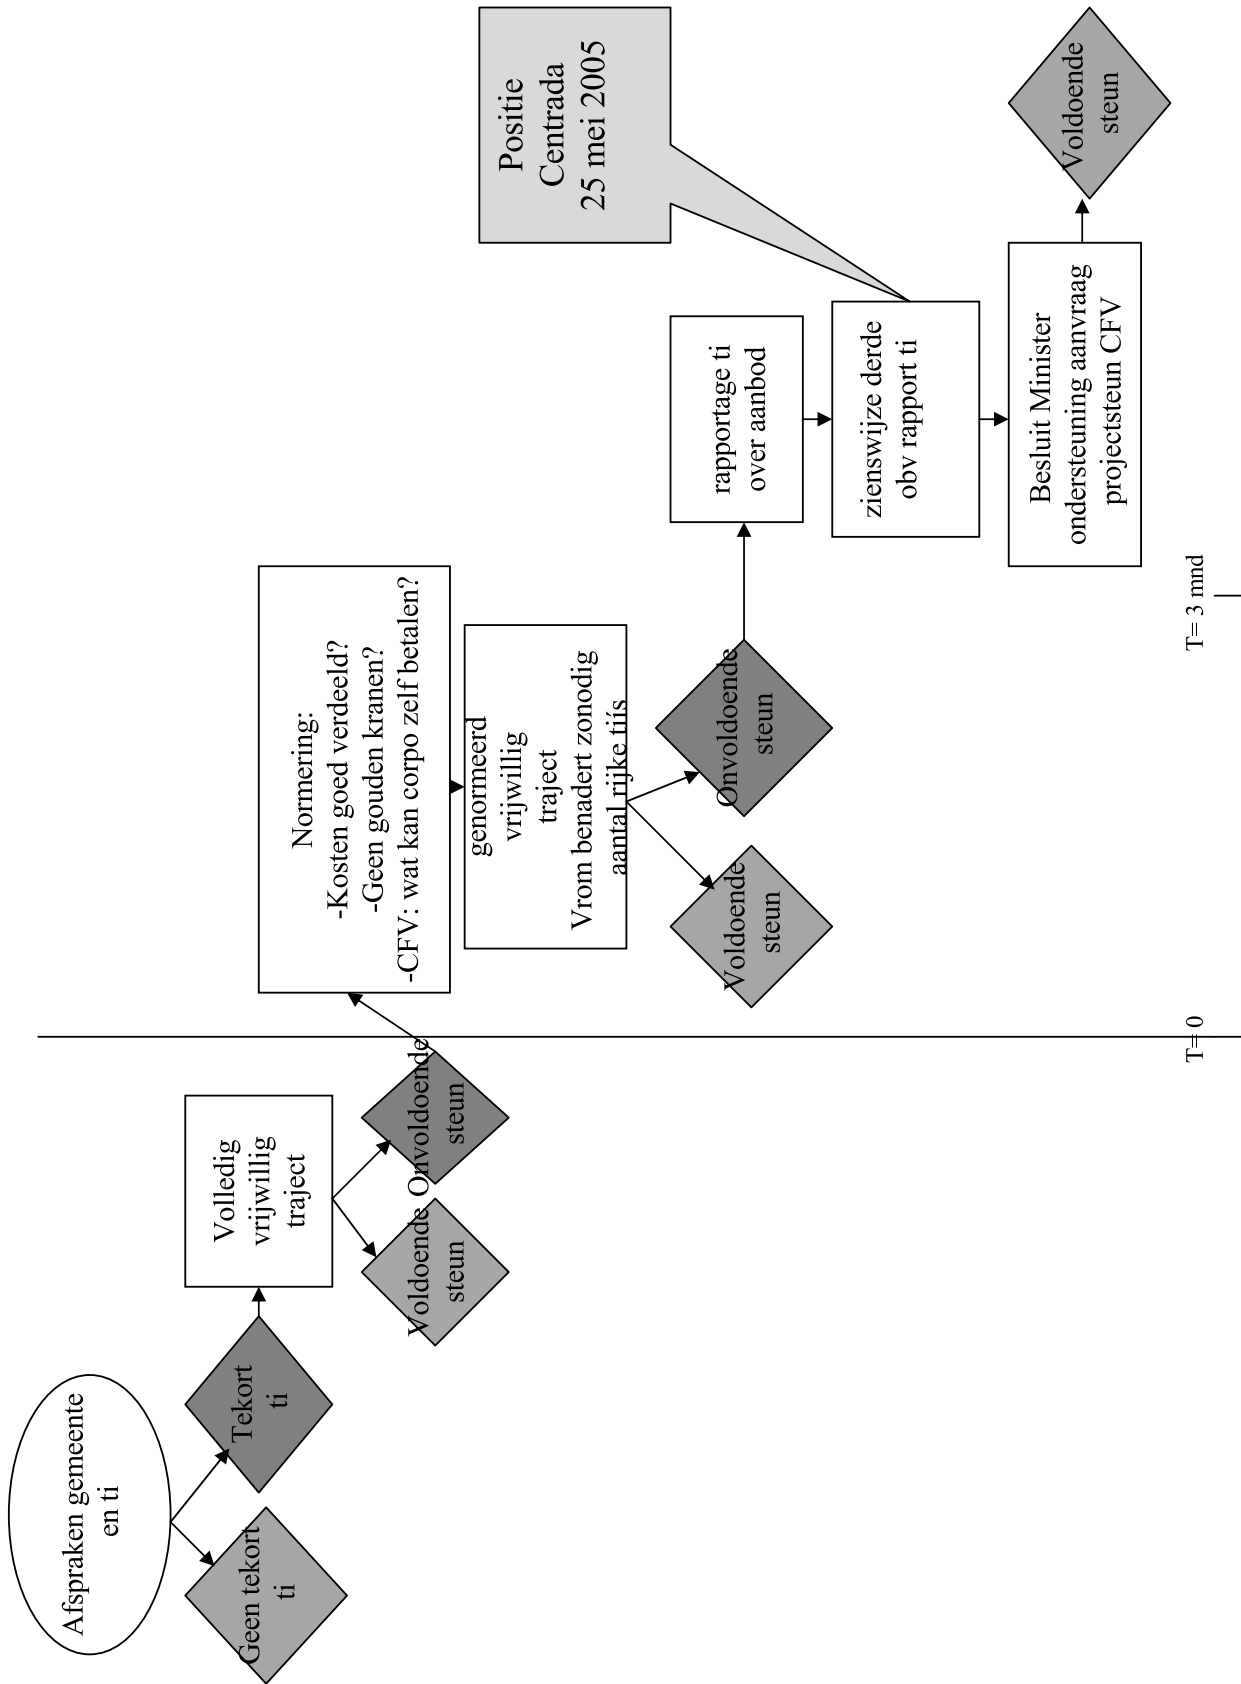 Afspraken gemeente
en ti
Geen tekort
ti
Tekort
ti
Volledig
vrijwillig
traject
Voldoende
steun
Onvoldoende
steun
Normering:
-Kosten goed verdeeld?
-Geen gouden kranen?
-CFV: wat kan corpo zelf betalen?
genormeerd
vrijwillig
traject
Vrom benadert zonodig
aantal rijke tiís
Voldoende
steun
Onvoldoende
steun
rapportage ti
over aanbod
zienswijze derde
obv rapport ti
Positie
Centrada
25 mei 2005
Besluit Minister
ondersteuning aanvraag
projectsteun CFV
Voldoende
steun
T= 0
T= 3 mnd